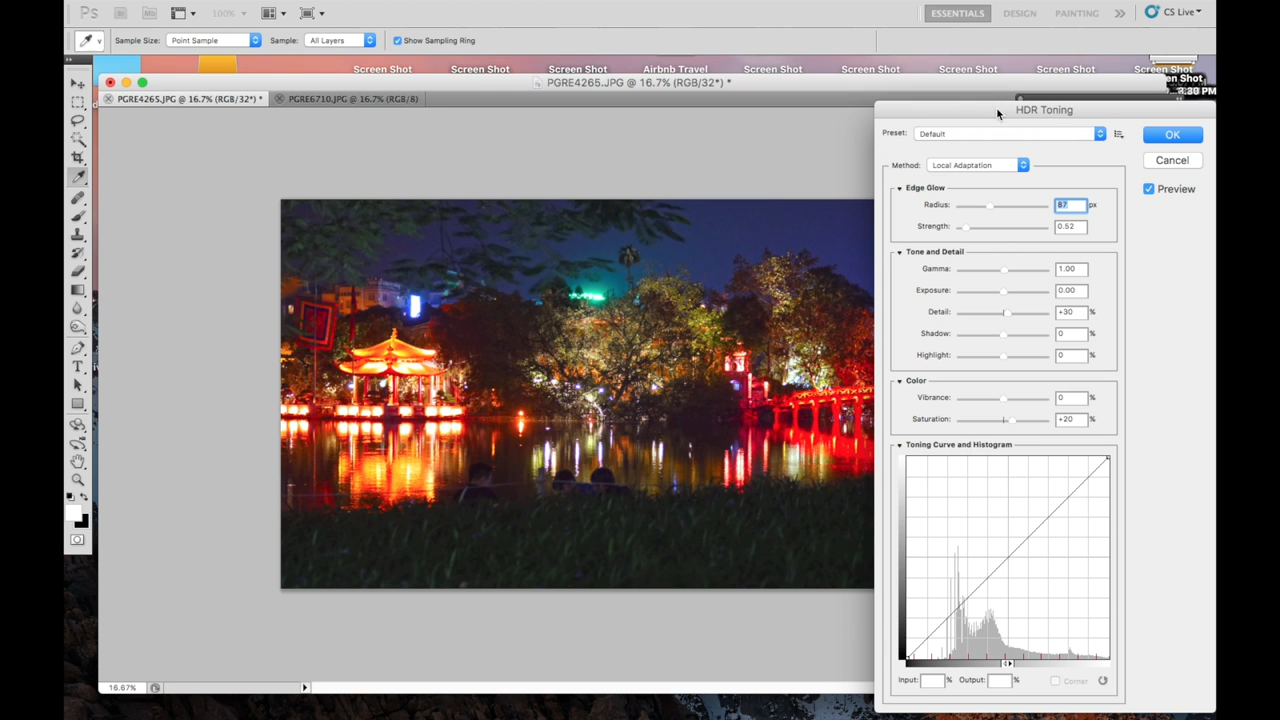 Ps Br Mb 100% ESSENTIALS DESIGN PAINTING CS Live
Sample Size: Point Sample Sample: All Layers Show Sampling Ring
Screen Shot Screen Shot Screen Shot Airbnb Travel Screen Shot Screen Shot Screen Shot Screen Shot Screen Shot
PGRE4265.JPG @ 16.7% (RGB/32*) *
PGRE4265.JPG @ 16.7% (RGB/32*) * PGRE6710.JPG @ 16.7% (RGB/8)
HDR Toning
Preset: Default OK
Method: Local Adaptation Cancel
Preview
Edge Glow
Radius: 87 px
Strength: 0.52
Tone and Detail
Gamma: 1.00
Exposure: 0.00
Detail: +30 %
Shadow: 0 %
Highlight: 0 %
Color
Vibrance: 0 %
Saturation: +20 %
Toning Curve and Histogram
Input: % Output: % Corner
16.67%